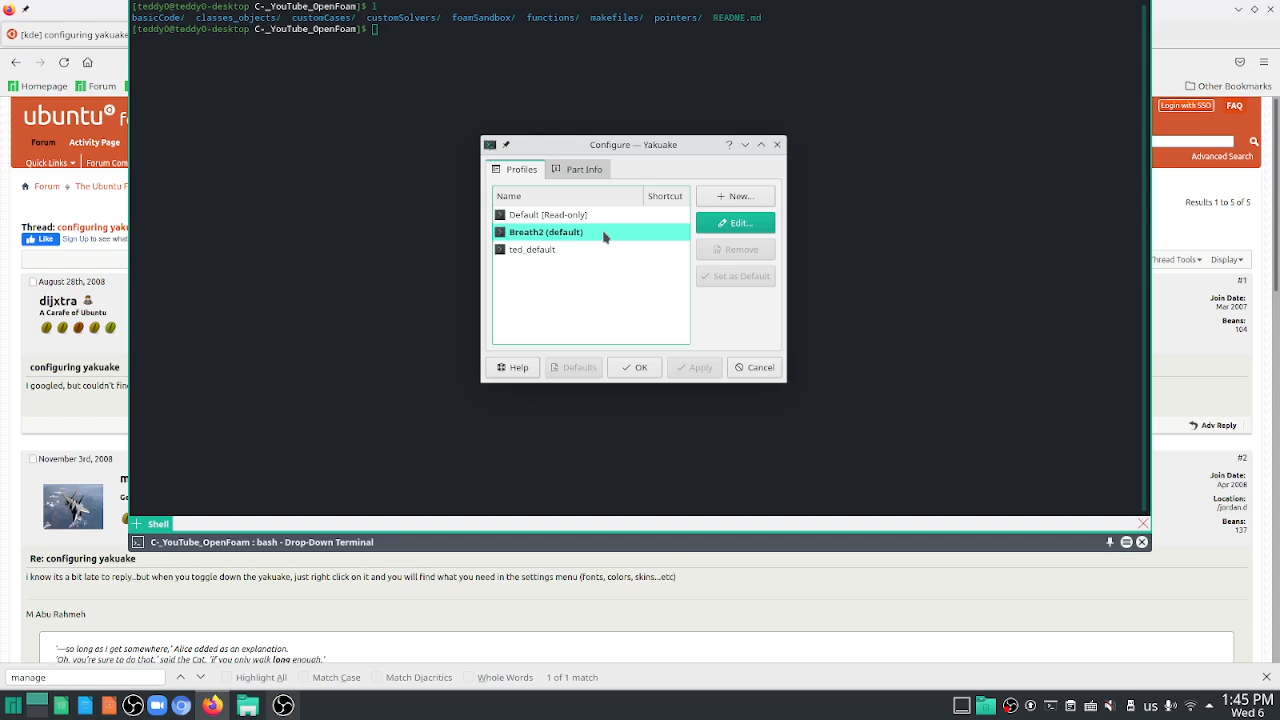 [teddy0@teddy0-desktop C-_YouTube_OpenFoam]$ l
basicCode/ classes_objects/ customCases/ customSolvers/ foamSandbox/ functions/ makefiles/ pointers/ README.md
[teddy0@teddy0-desktop C-_YouTube_OpenFoam]$
[kde] configuring yakuake
Homepage
Forum
Other Bookmarks
ubuntu
Login with SSO
FAQ
Forum
Activity Page
Quick Links
Forum Com
Advanced Search
Forum
The Ubuntu F
Results 1 to 5 of 5
Thread: configuring yak
Like
Sign Up to see what
Thread Tools
Display
August 28th, 2008
#1
dijxtra
A Carafe of Ubuntu
Join Date:
Mar 2007
Beans:
104
configuring yakuake
I googled, but couldn't fin
Adv Reply
November 3rd, 2008
#2
Join Date:
Apr 2008
Location:
/jordan.d
Beans:
137
Re: configuring yakuake
i know its a bit late to reply..but when you toggle down the yakuake, just right click on it and you will find what you need in the settings menu (fonts, colors, skins...etc)
M Abu Rahmeh
'—so long as I get somewhere,' Alice added as an explanation.
'Oh, you're sure to do that,' said the Cat, 'if you only walk long enough.'
Configure — Yakuake
Profiles
Part Info
Name
Shortcut
Default [Read-only]
Breath2 (default)
ted_default
New...
Edit...
Remove
Set as Default
Help
Defaults
OK
Apply
Cancel
Shell
C-_YouTube_OpenFoam : bash - Drop-Down Terminal
manage
Highlight All
Match Case
Match Diacritics
Whole Words
1 of 1 match
us
1:45 PM
Wed 6